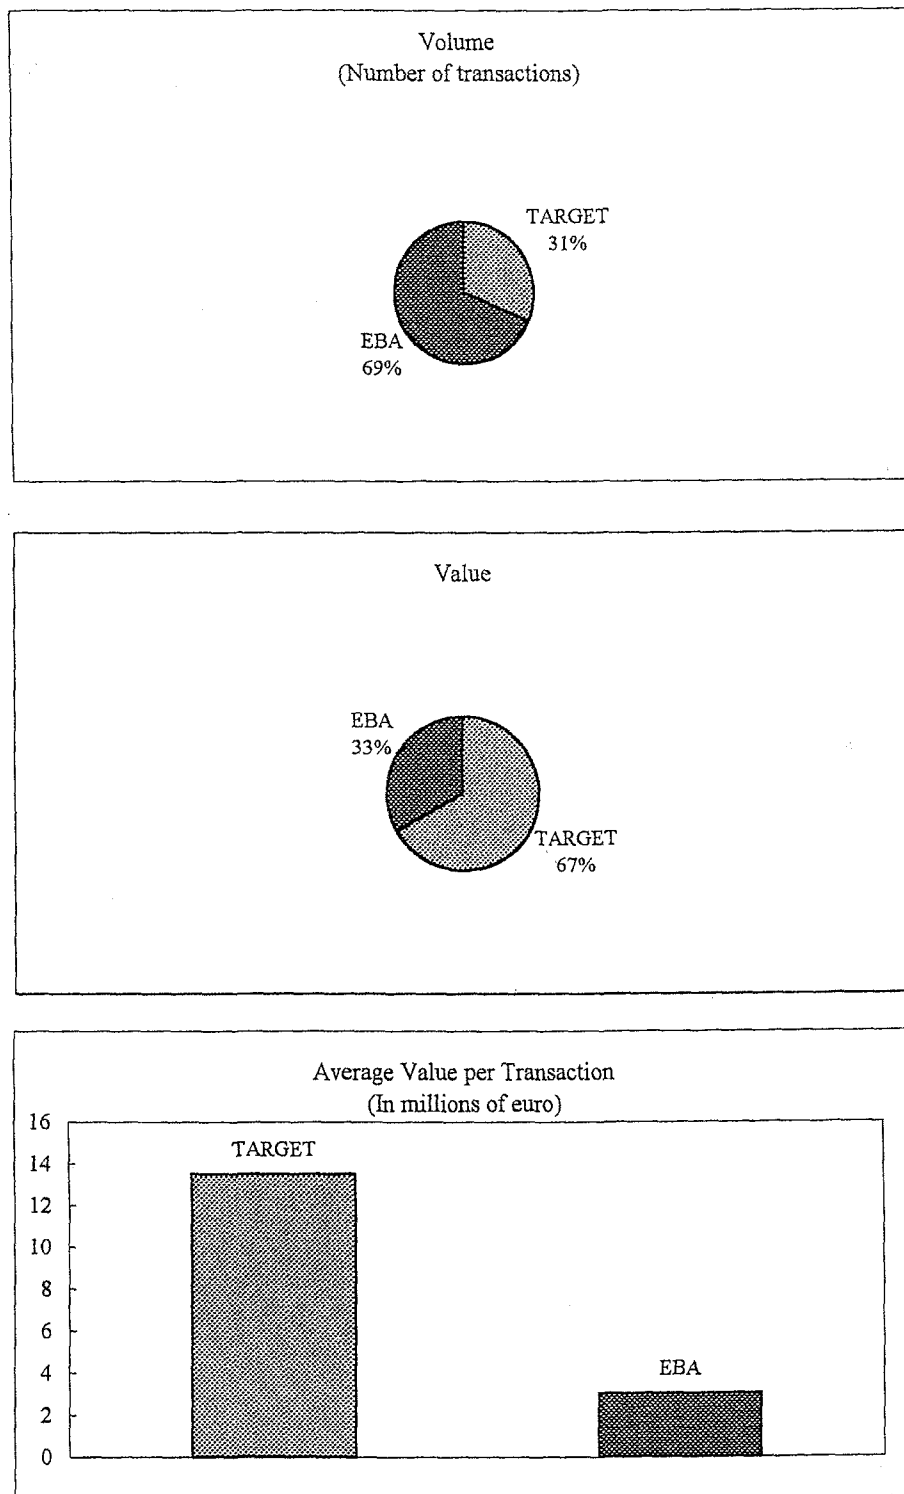 Volume
(Number of transactions)
TARGET
31%
EBA
69%
Value
EBA
33%
TARGET
67%
Average Value per Transaction
(In millions of euro)
16
14
12
10
8
6
4
2
0
TARGET
EBA